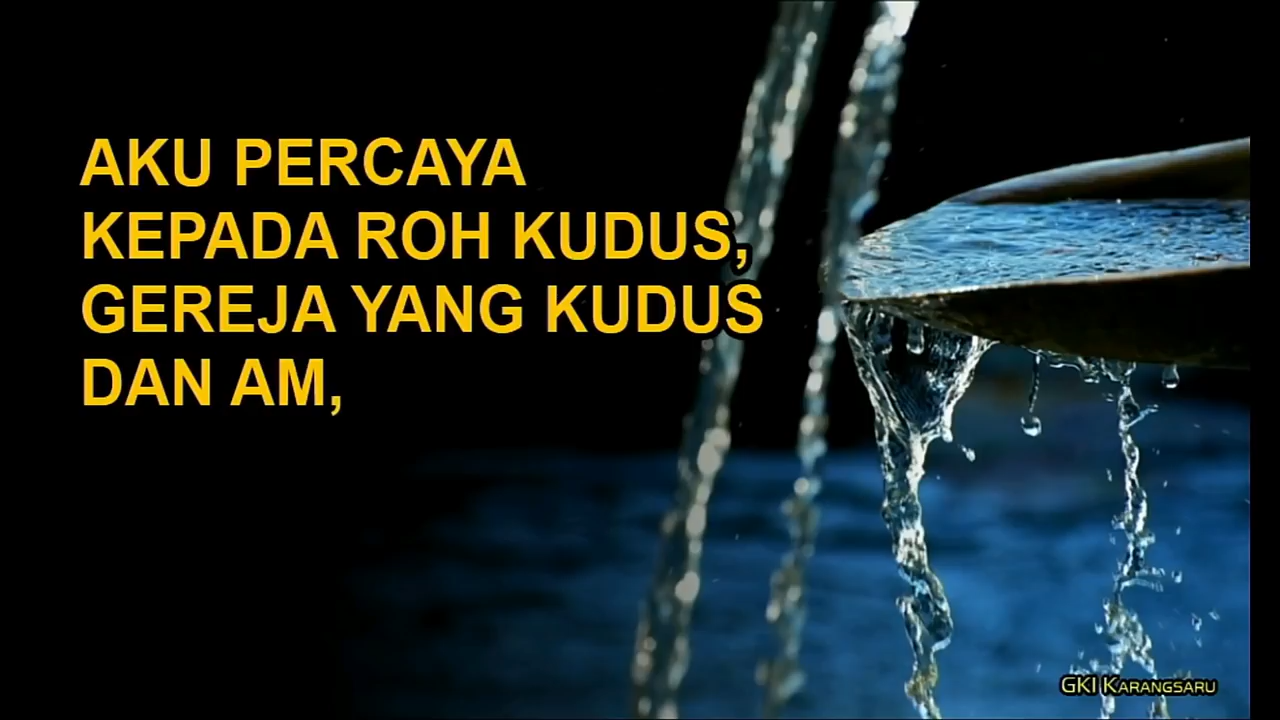 AKU PERCAYA
KEPADA ROH KUDUS,
GEREJA YANG KUDUS
DAN AM,
GKI KARANGSARU